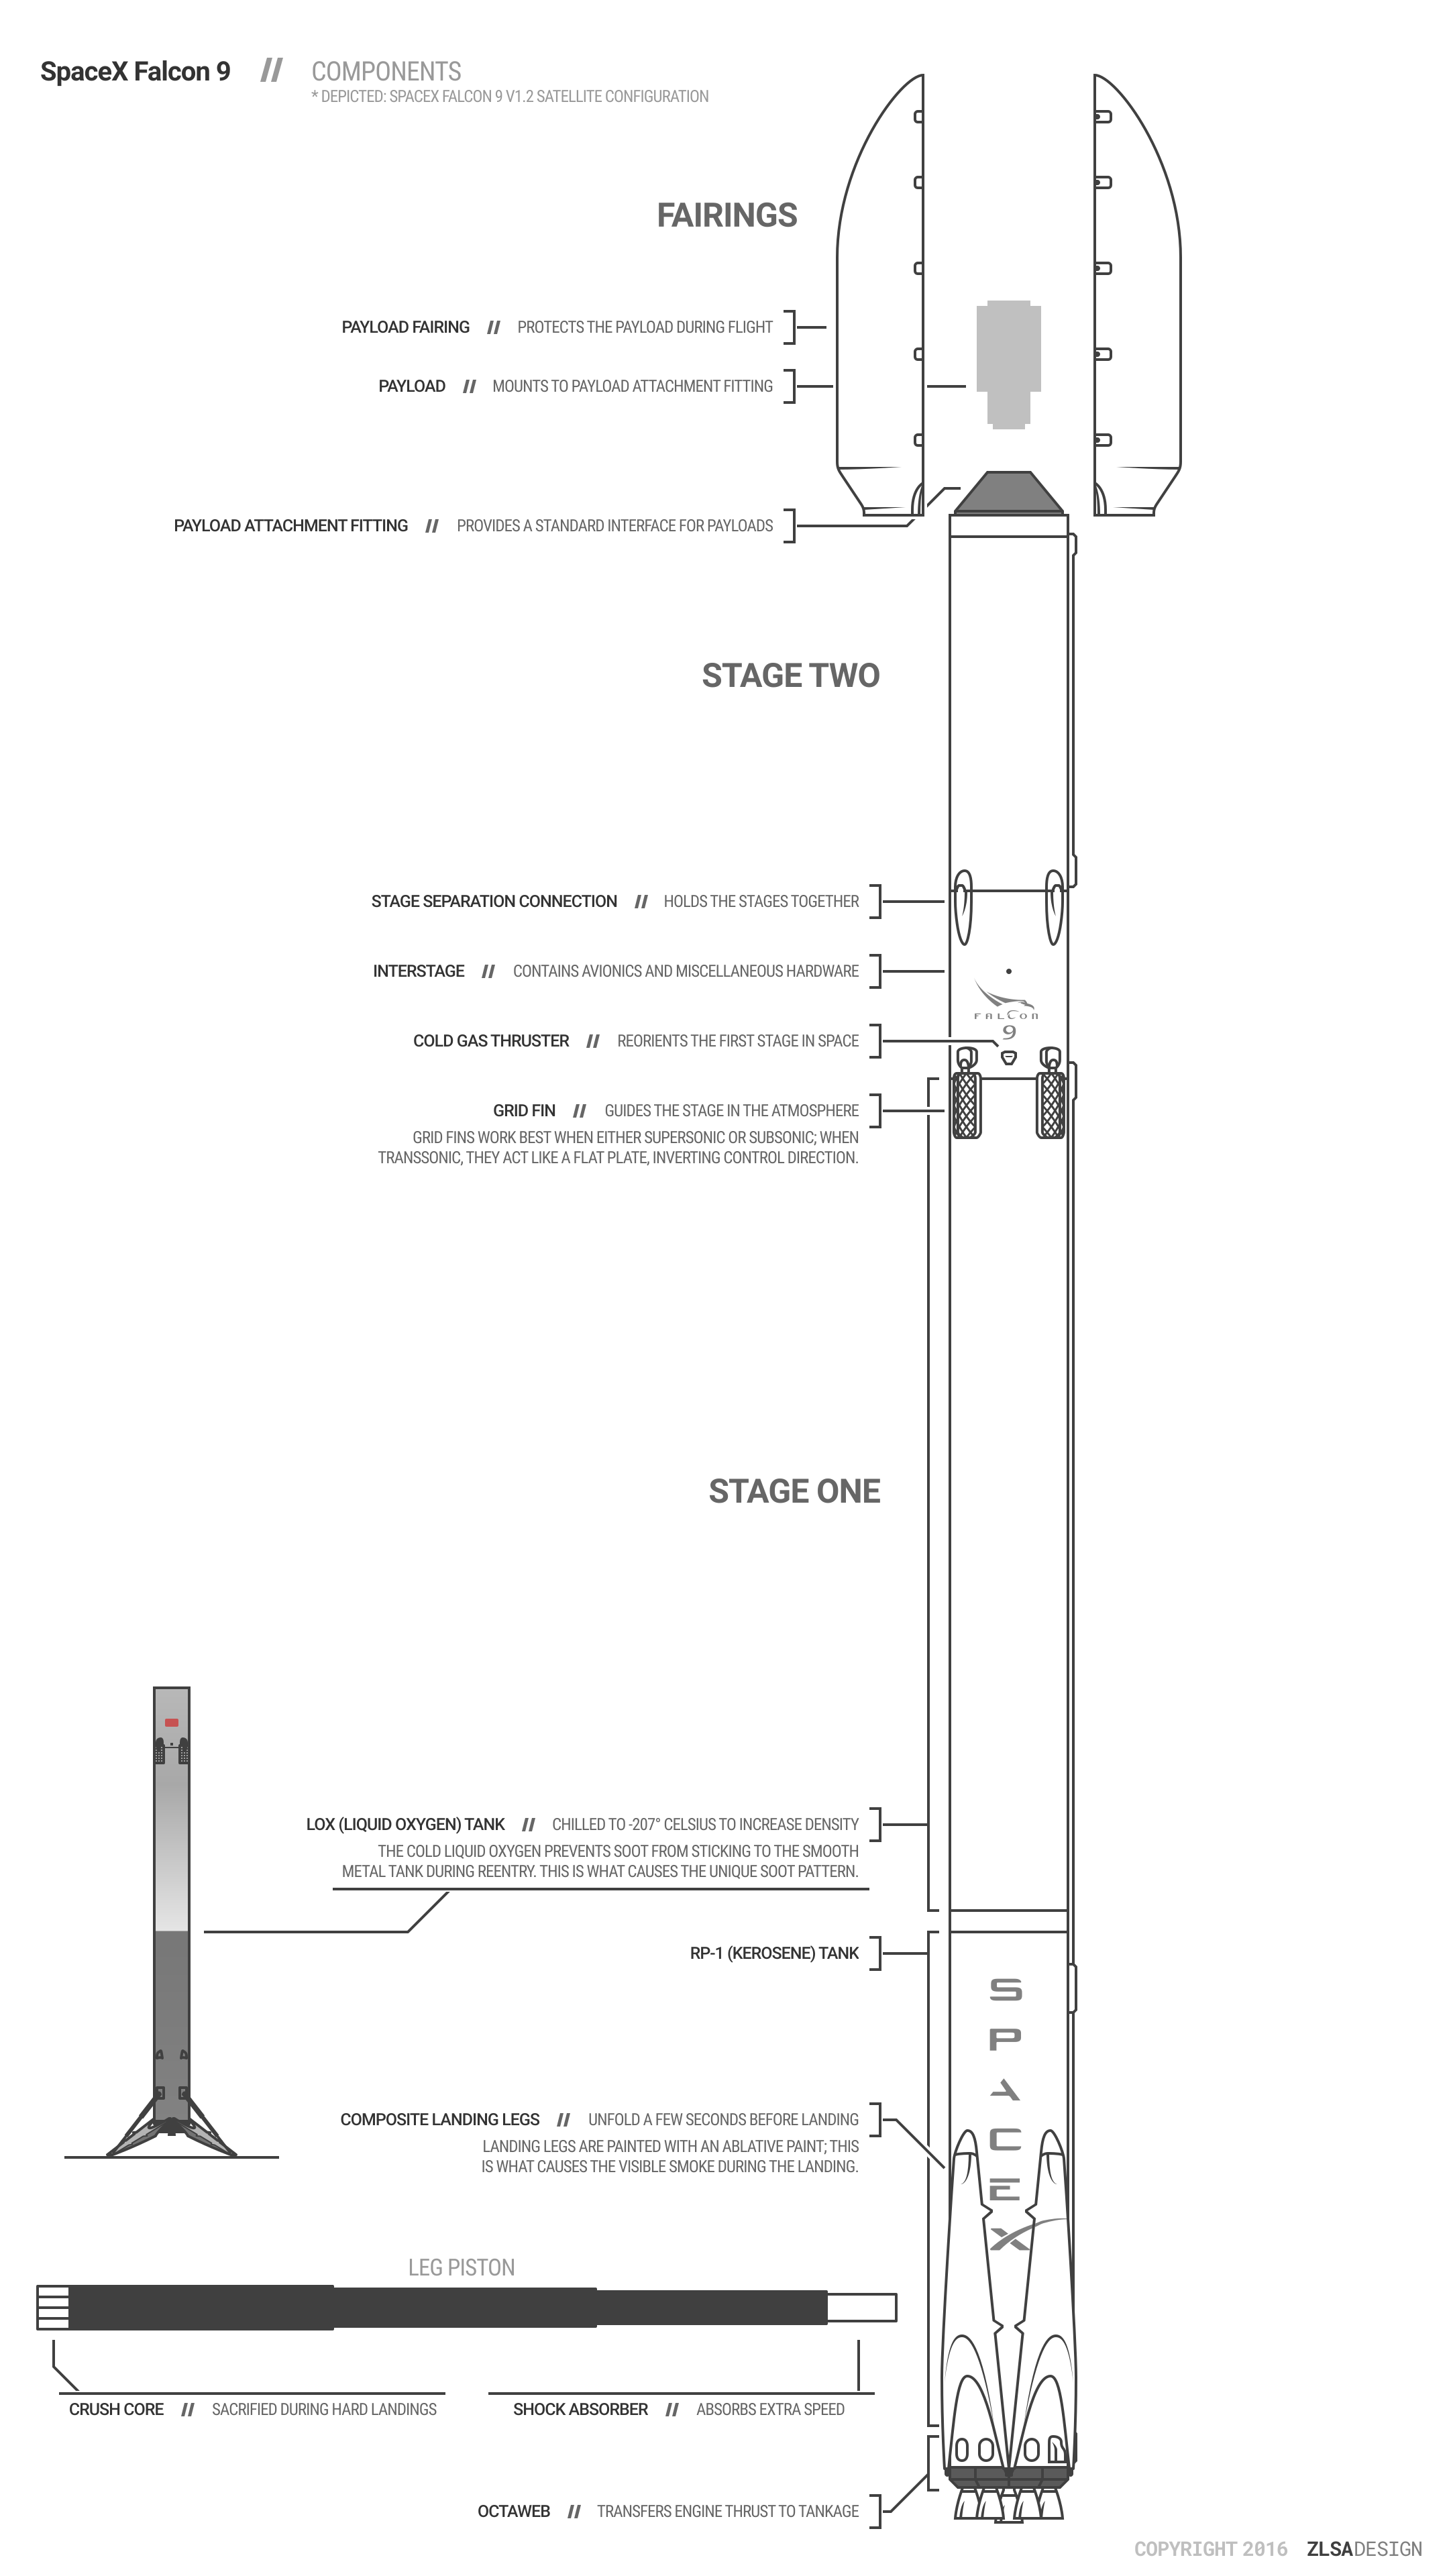 SpaceX Falcon 9 // COMPONENTS
* DEPICTED: SPACEX FALCON 9 V1.2 SATELLITE CONFIGURATION
FAIRINGS
PAYLOAD FAIRING // PROTECTS THE PAYLOAD DURING FLIGHT
PAYLOAD // MOUNTS TO PAYLOAD ATTACHMENT FITTING
PAYLOAD ATTACHMENT FITTING // PROVIDES A STANDARD INTERFACE FOR PAYLOADS
STAGE TWO
STAGE SEPARATION CONNECTION // HOLDS THE STAGES TOGETHER
INTERSTAGE // CONTAINS AVIONICS AND MISCELLANEOUS HARDWARE
FALCON
9
COLD GAS THRUSTER // REORIENTS THE FIRST STAGE IN SPACE
GRID FIN // GUIDES THE STAGE IN THE ATMOSPHERE
GRID FINS WORK BEST WHEN EITHER SUPERSONIC OR SUBSONIC; WHEN
TRANSSONIC, THEY ACT LIKE A FLAT PLATE, INVERTING CONTROL DIRECTION.
STAGE ONE
LOX (LIQUID OXYGEN) TANK // CHILLED TO -207° CELSIUS TO INCREASE DENSITY
THE COLD LIQUID OXYGEN PREVENTS SOOT FROM STICKING TO THE SMOOTH
METAL TANK DURING REENTRY. THIS IS WHAT CAUSES THE UNIQUE SOOT PATTERN.
RP-1 (KEROSENE) TANK
SPACEX
COMPOSITE LANDING LEGS // UNFOLD A FEW SECONDS BEFORE LANDING
LANDING LEGS ARE PAINTED WITH AN ABLATIVE PAINT; THIS
IS WHAT CAUSES THE VISIBLE SMOKE DURING THE LANDING.
LEG PISTON
CRUSH CORE // SACRIFIED DURING HARD LANDINGS
SHOCK ABSORBER // ABSORBS EXTRA SPEED
OCTAWEB // TRANSFERS ENGINE THRUST TO TANKAGE
COPYRIGHT 2016 ZLSADESIGN